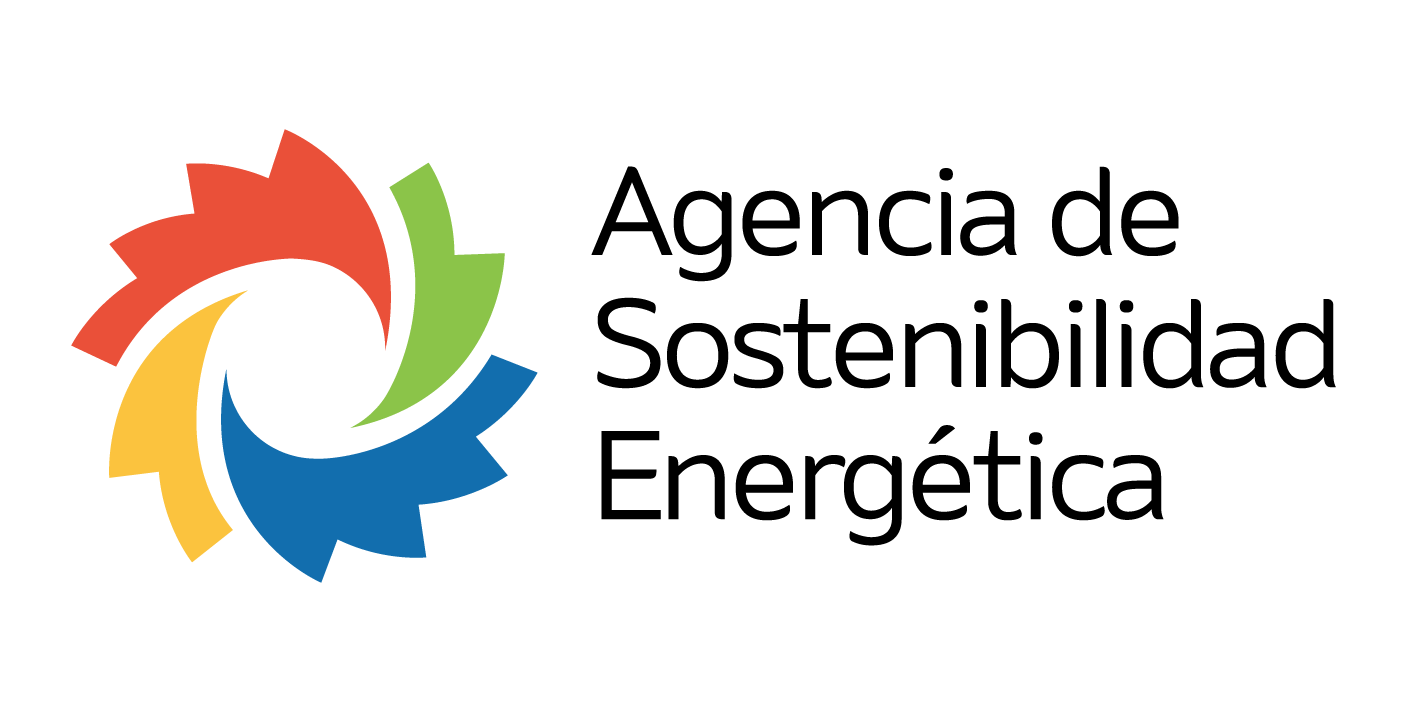 Agencia de
Sostenibilidad
Energética